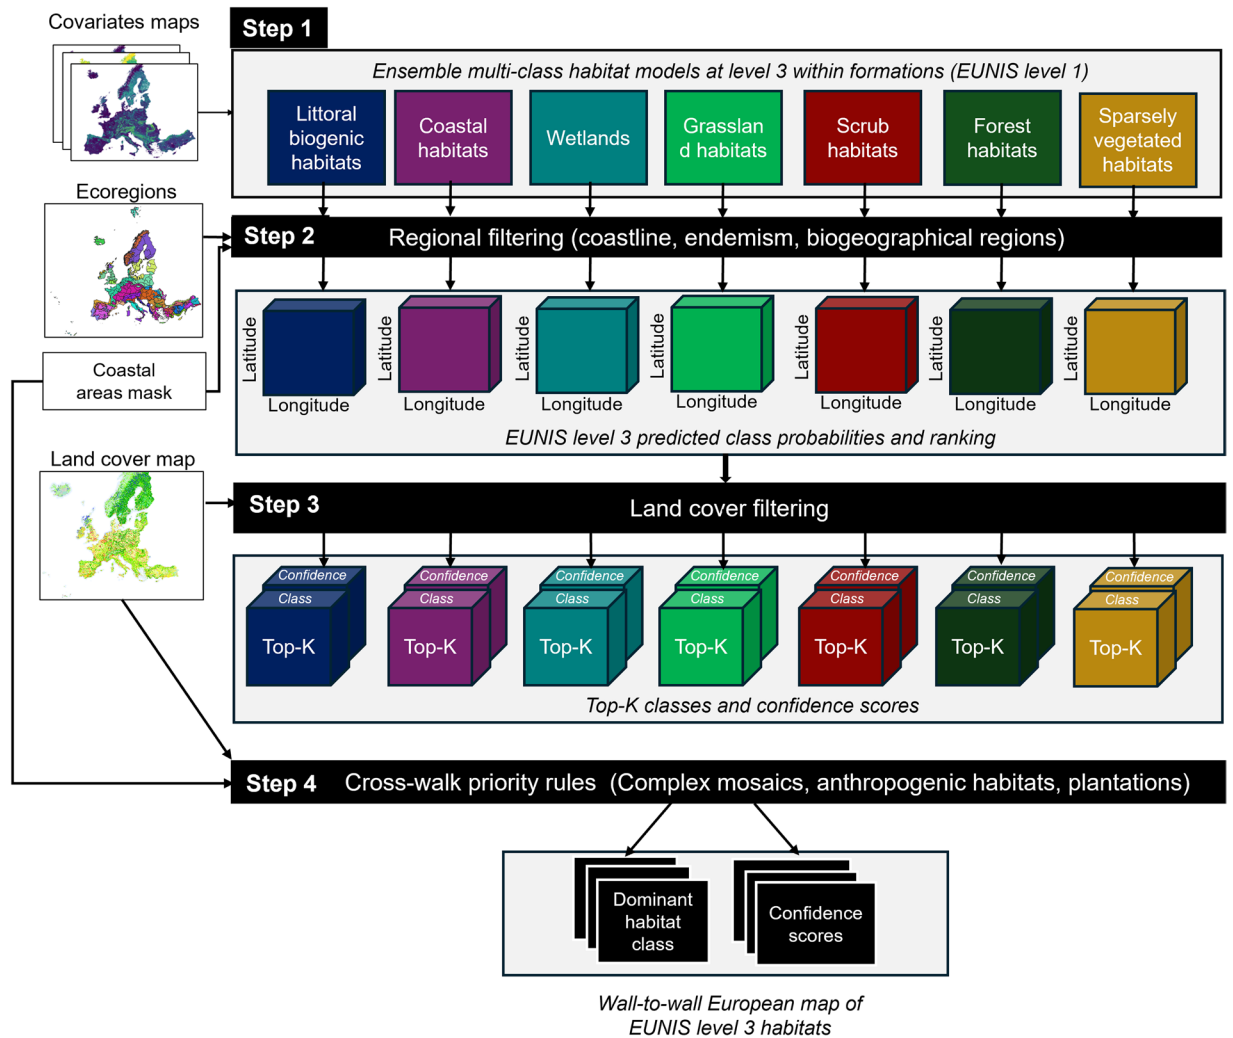 Covariates maps
Step 1
Ensemble multi-class habitat models at level 3 within formations (EUNIS level 1)
Littoral
biogenic
habitats
Coastal
habitats
Wetlands
Grasslan
d habitats
Scrub
habitats
Forest
habitats
Sparsely
vegetated
habitats
Ecoregions
Step 2
Regional filtering (coastline, endemism, biogeographical regions)
Coastal
areas mask
Latitude
Longitude
Latitude
Longitude
Latitude
Longitude
Latitude
Longitude
Latitude
Longitude
Latitude
Longitude
Latitude
Longitude
EUNIS level 3 predicted class probabilities and ranking
Land cover map
Step 3
Land cover filtering
Confidence
Class
Top-K
Confidence
Class
Top-K
Confidence
Class
Top-K
Confidence
Class
Top-K
Confidence
Class
Top-K
Confidence
Class
Top-K
Confidence
Class
Top-K
Top-K classes and confidence scores
Step 4
Cross-walk priority rules (Complex mosaics, anthropogenic habitats, plantations)
Dominant
habitat
class
Confidence
scores
Wall-to-wall European map of
EUNIS level 3 habitats